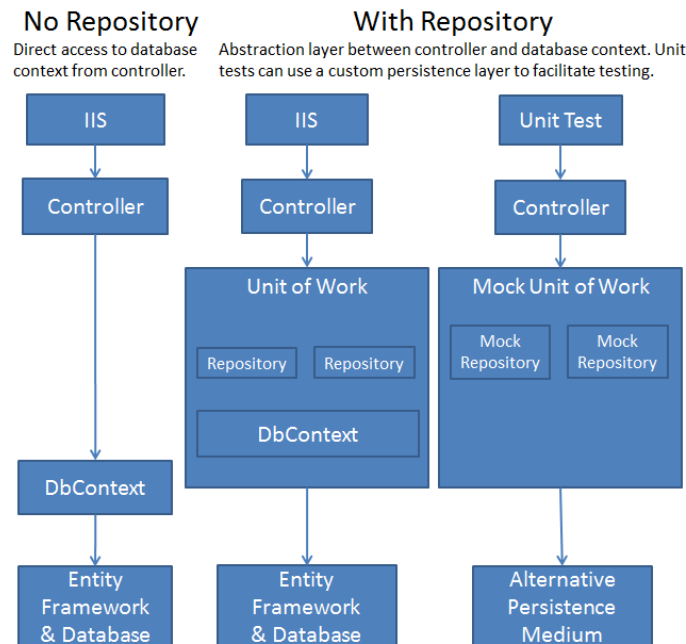 No Repository
Direct access to database
context from controller.
With Repository
Abstraction layer between controller and database context. Unit
tests can use a custom persistence layer to facilitate testing.
IIS
Controller
DbContext
Entity
Framework
& Database
IIS
Controller
Unit of Work
Repository
Repository
DbContext
Entity
Framework
& Database
Unit Test
Controller
Mock Unit of Work
Mock
Repository
Mock
Repository
Alternative
Persistence
Medium